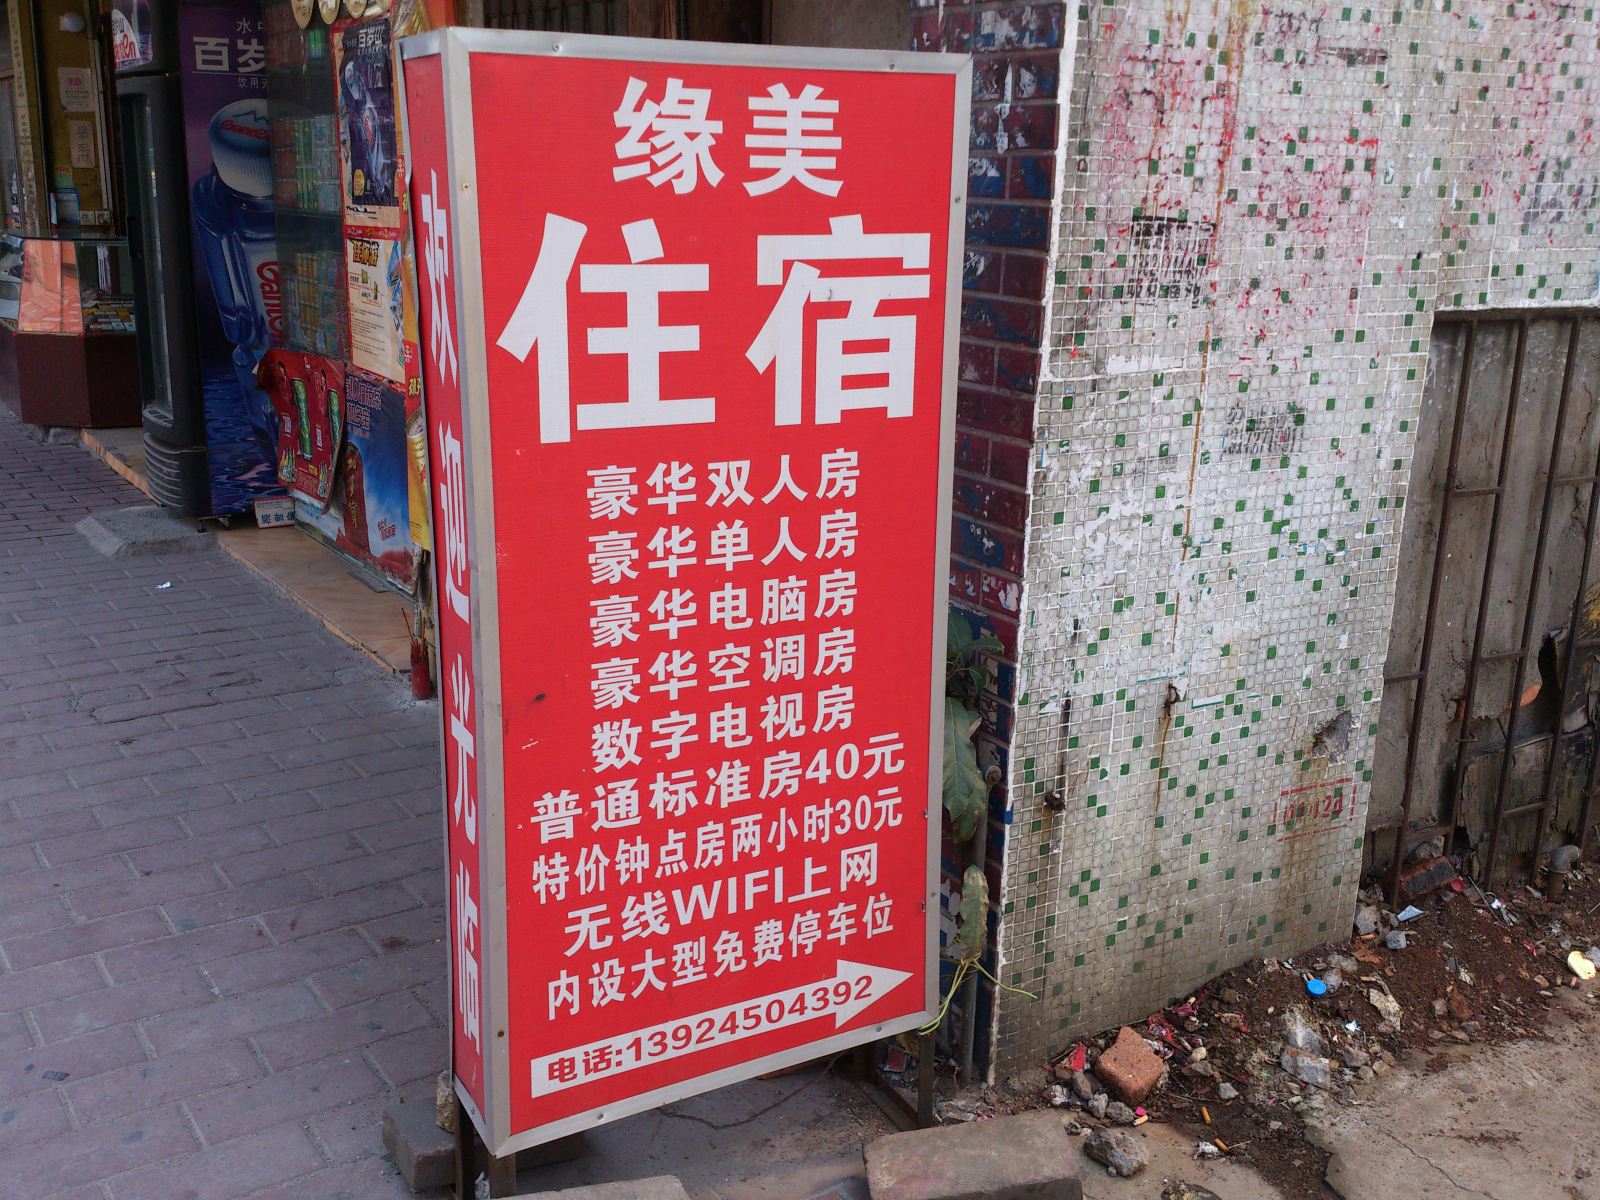 缘美
住宿
豪华双人房
豪华单人房
豪华电脑房
豪华空调房
数字电视房
普通标准房40元
特价钟点房两小时30元
无线WIFI上网
内设大型免费停车位
电话:13924504392
欢迎光临
百岁